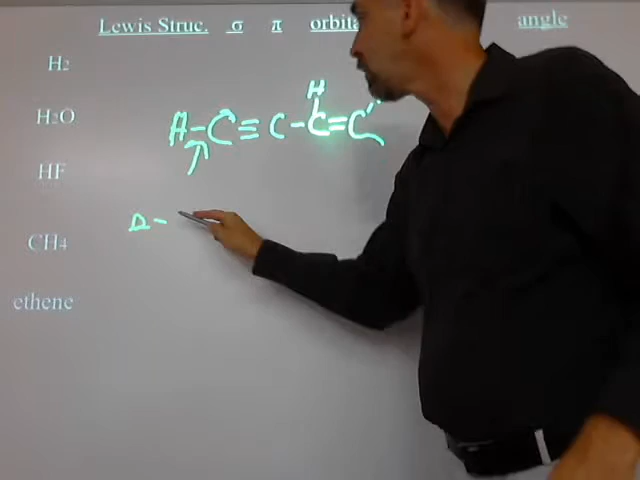 Lewis Struc. σ π orbita angle
H₂
H₂O
H
H-C≡C-C=C
HF
CH₄
ethene